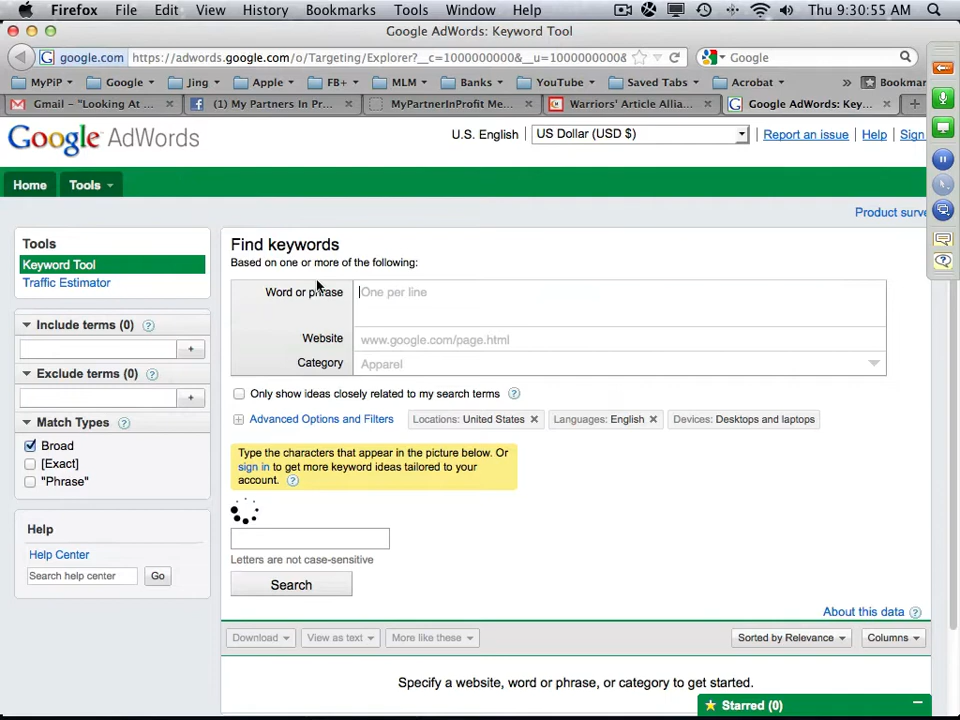 Firefox File Edit View History Bookmarks Tools Window Help Thu 9:30:55 AM
Google AdWords: Keyword Tool
google.com https://adwords.google.com/o/Targeting/Explorer?__c=1000000000&__u=1000000000& Google
MyPiP Google Jing Apple FB+ MLM Banks YouTube Saved Tabs Acrobat » Bookmar
Gmail – "Looking At ... (1) My Partners In Pr... MyPartnerInProfit Me... Warriors' Article Allia... Google AdWords: Key...
Google AdWords U.S. English US Dollar (USD $) Report an issue Help Sign
Home Tools
Product surve
Tools
Keyword Tool
Traffic Estimator
Include terms (0) ?
+
Exclude terms (0) ?
+
Match Types ?
Broad
[Exact]
"Phrase"
Help
Help Center
Search help center Go
Find keywords
Based on one or more of the following:
Word or phrase One per line
Website www.google.com/page.html
Category Apparel
Only show ideas closely related to my search terms ?
Advanced Options and Filters Locations: United States Languages: English Devices: Desktops and laptops
Type the characters that appear in the picture below. Or
sign in to get more keyword ideas tailored to your
account. ?
Letters are not case-sensitive
Search
About this data ?
Download View as text More like these Sorted by Relevance Columns
Specify a website, word or phrase, or category to get started.
Starred (0)